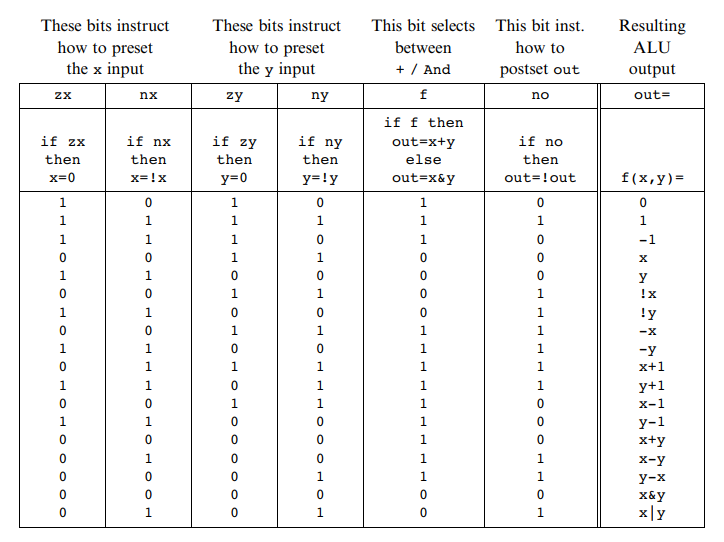 These bits instruct These bits instruct This bit selects This bit inst. Resulting
how to preset how to preset between how to ALU
the x input the y input + / And postset out output
zx nx zy ny f no out=
if f then
if zx if nx if zy if ny out=x+y if no
then then then then else then
x=0 x=!x y=0 y=!y out=x&y out=!out f(x,y)=
1 0 1 0 1 0 0
1 1 1 1 1 1 1
1 1 1 0 1 0 -1
0 0 1 1 0 0 x
1 1 0 0 0 0 y
0 0 1 1 0 1 !x
1 1 0 0 0 1 !y
0 0 1 1 1 1 -x
1 1 0 0 1 1 -y
0 1 1 1 1 1 x+1
1 1 0 1 1 1 y+1
0 0 1 1 1 0 x-1
1 1 0 0 1 0 y-1
0 0 0 0 1 0 x+y
0 1 0 0 1 1 x-y
0 0 0 1 1 1 y-x
0 0 0 0 0 0 x&y
0 1 0 1 0 1 x|y